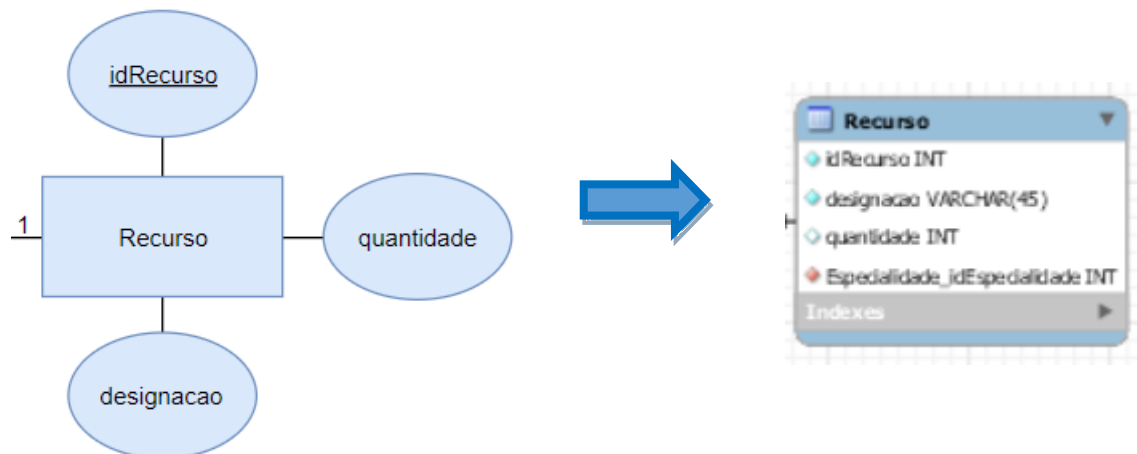 idRecurso
1
Recurso
quantidade
designacao
Recurso
idRecurso INT
designacao VARCHAR(45)
quantidade INT
Especialidade_idEspecialidade INT
Indexes